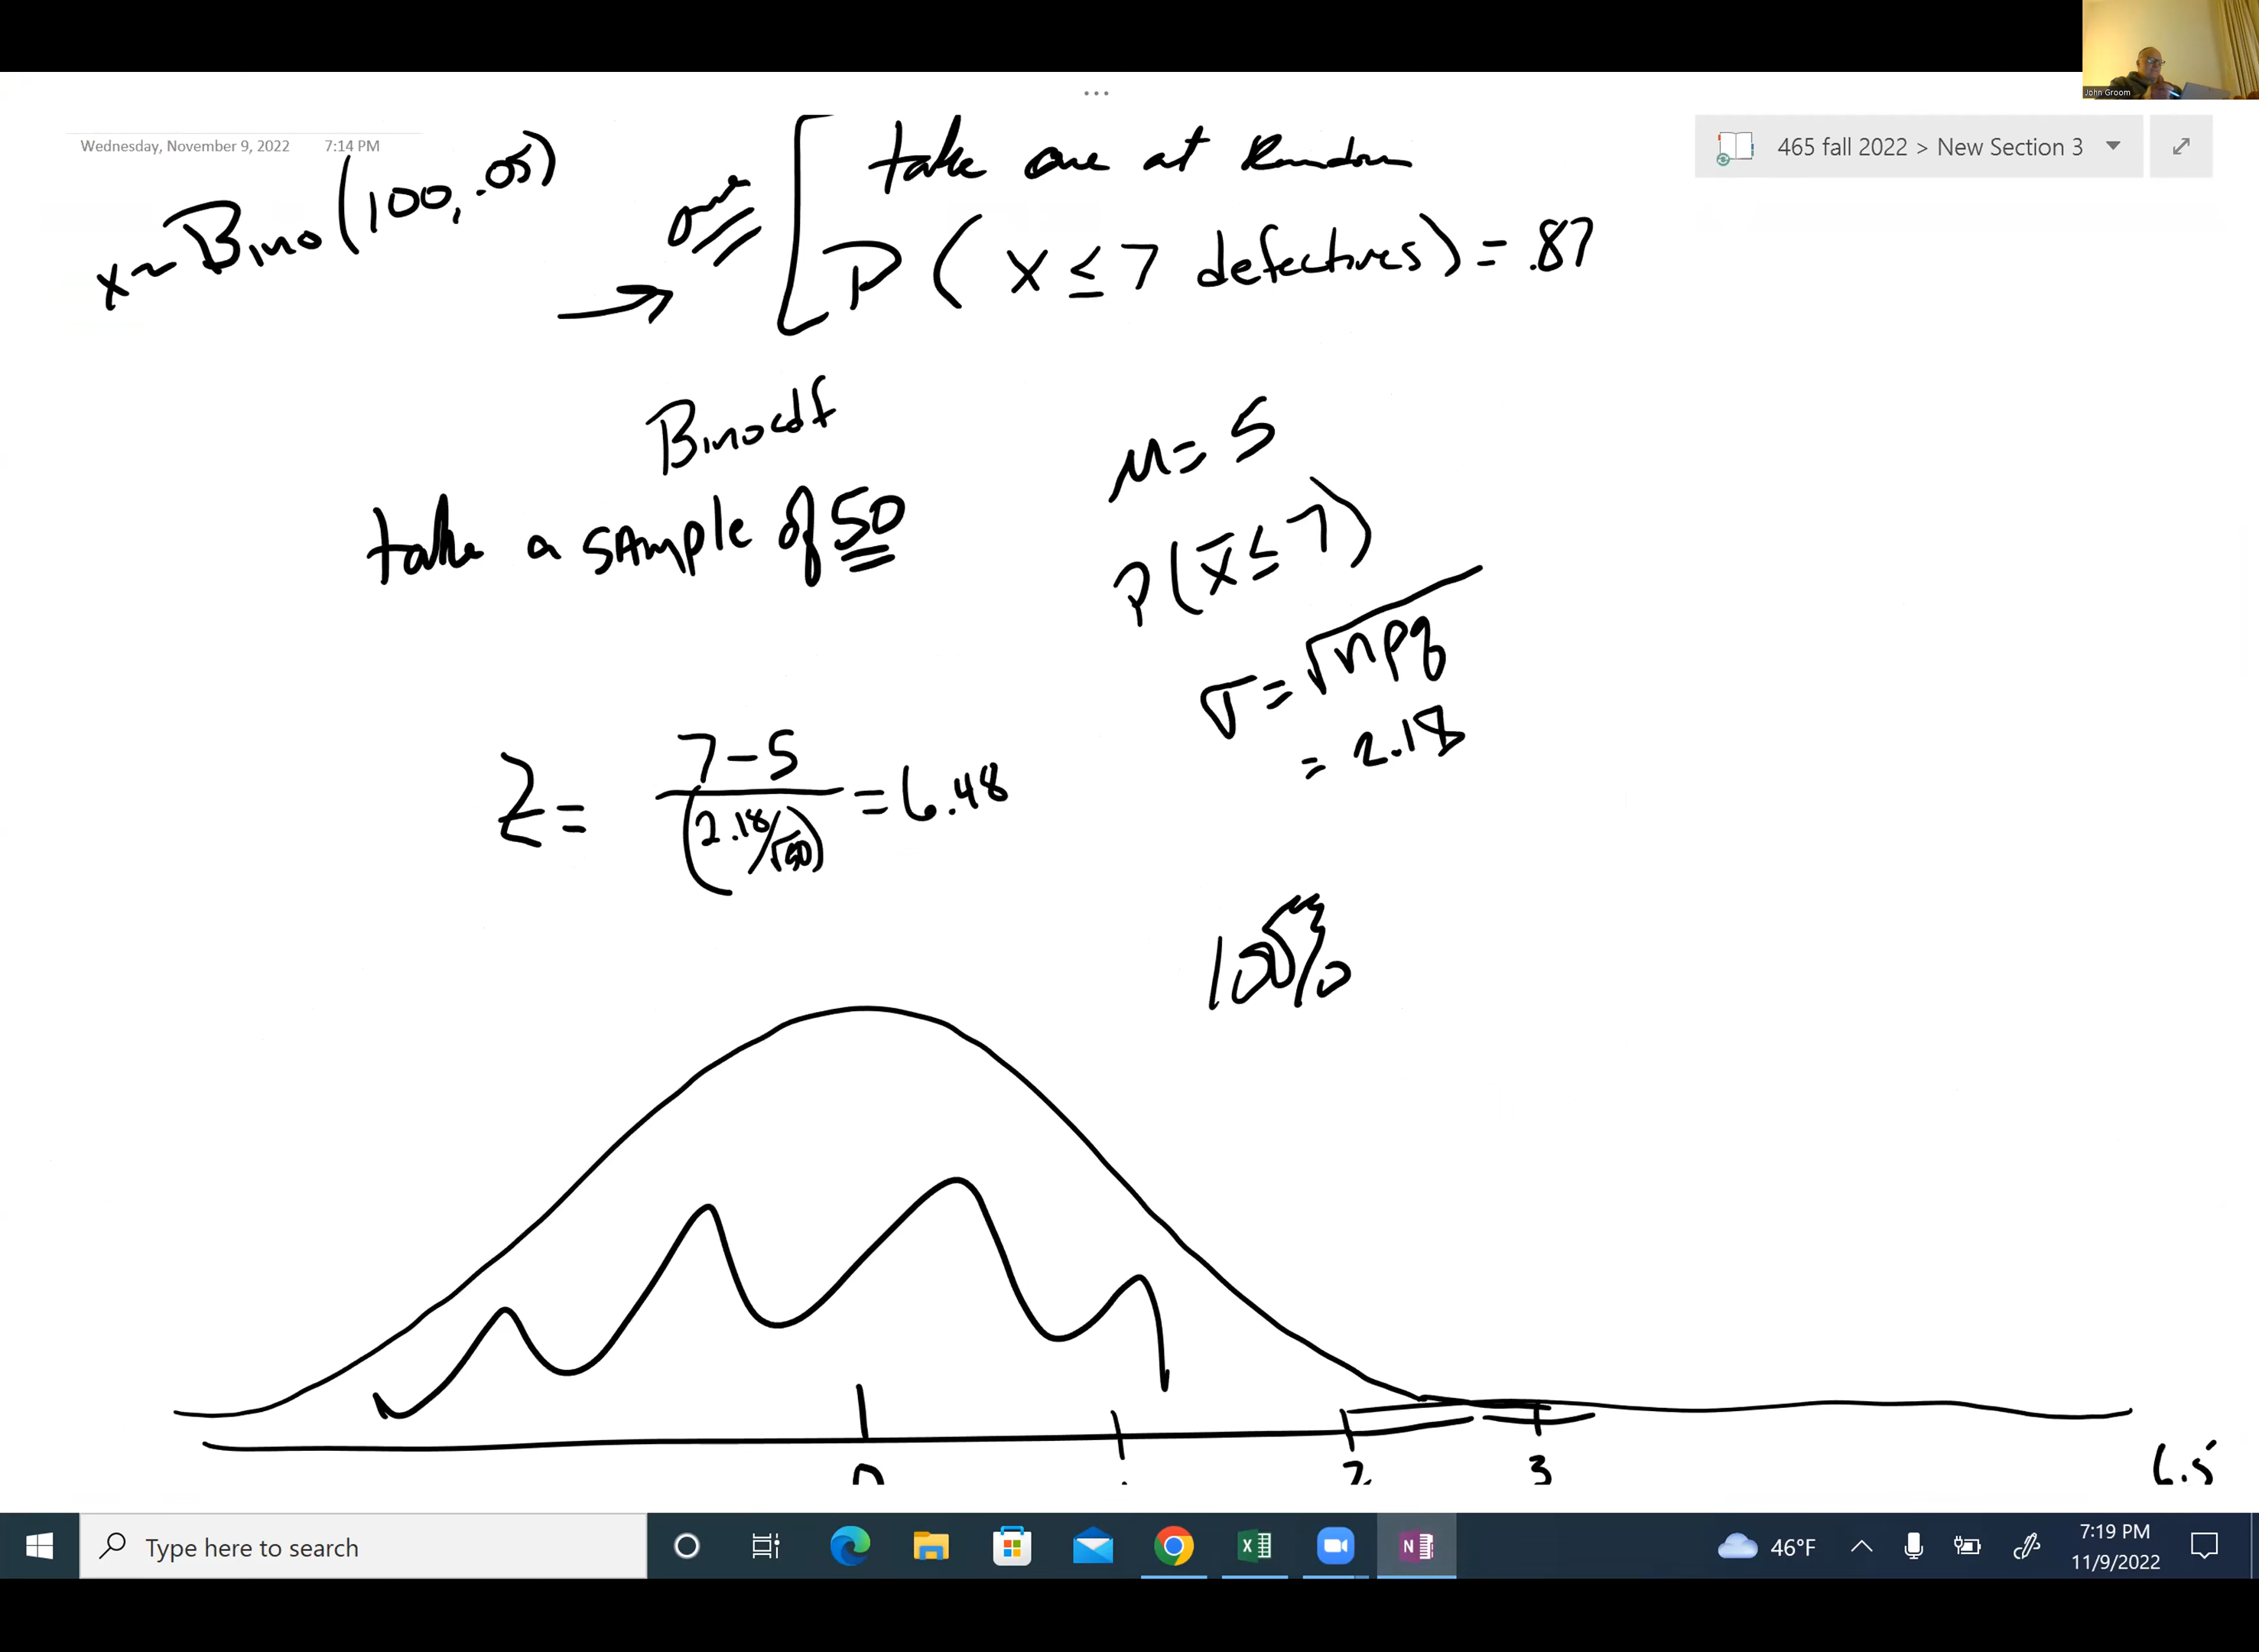 John Groom
Wednesday, November 9, 2022 7:14 PM
465 fall 2022 > New Section 3
x~Bino(100, .05)
take one at Random
P( x ≤ 7 defectives) = .87
Binocdf
μ = 5
take a sample of 50
P(x̄ ≤ 7)
σ = √npq
= 2.18
Z = 7-5 / (2.18/√50) = 6.48
100%
0 2 3 6.5
Type here to search
46°F
7:19 PM
11/9/2022